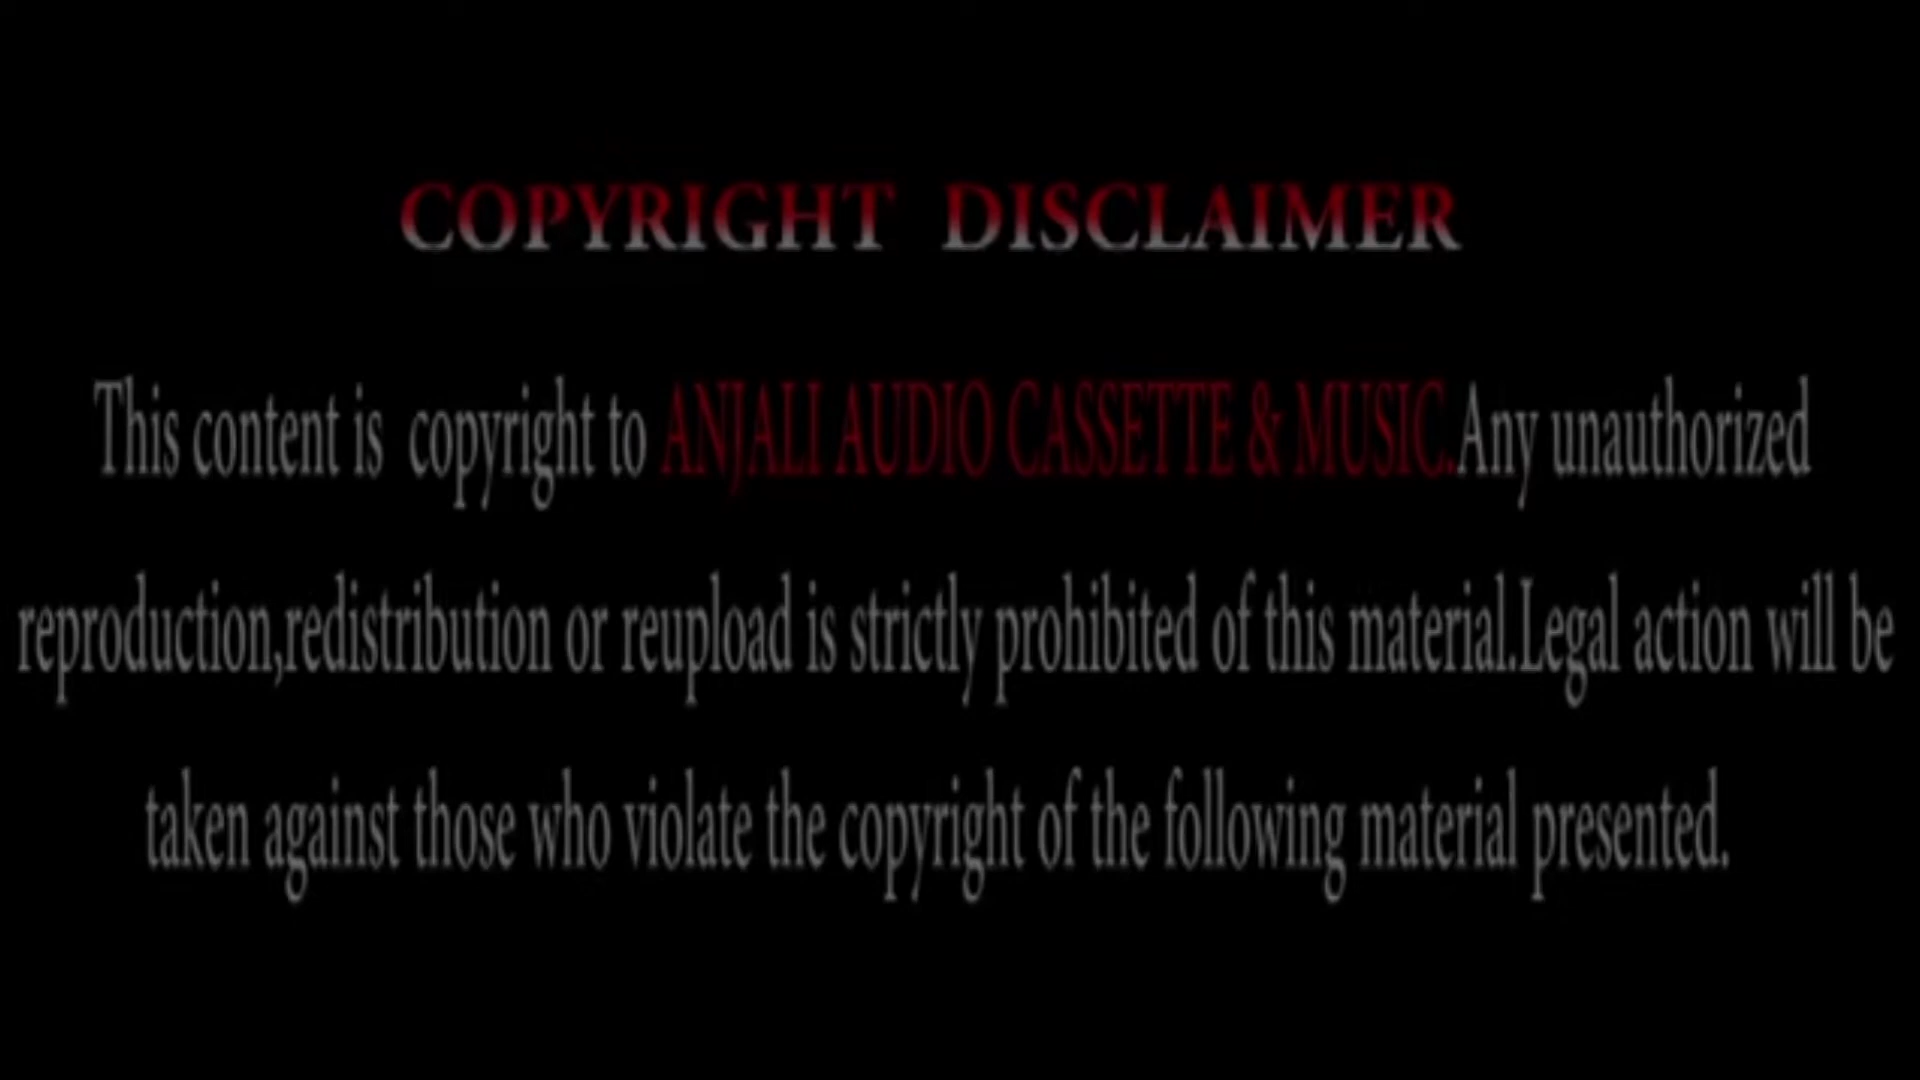 COPYRIGHT DISCLAIMER
This content is copyright to ANJALI AUDIO CASSETTE & MUSIC.Any unauthorized
reproduction,redistribution or reupload is strictly prohibited of this material.Legal action will be
taken against those who violate the copyright of the following material presented.